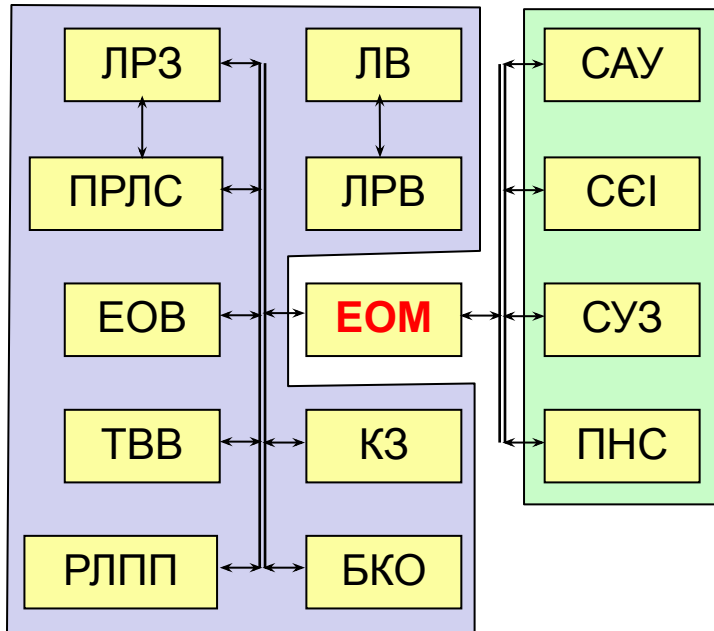 ЛРЗ
ЛВ
САУ
ПРЛС
ЛРВ
СЄІ
ЕОВ
ЕОМ
СУЗ
ТВВ
КЗ
ПНС
РЛПП
БКО